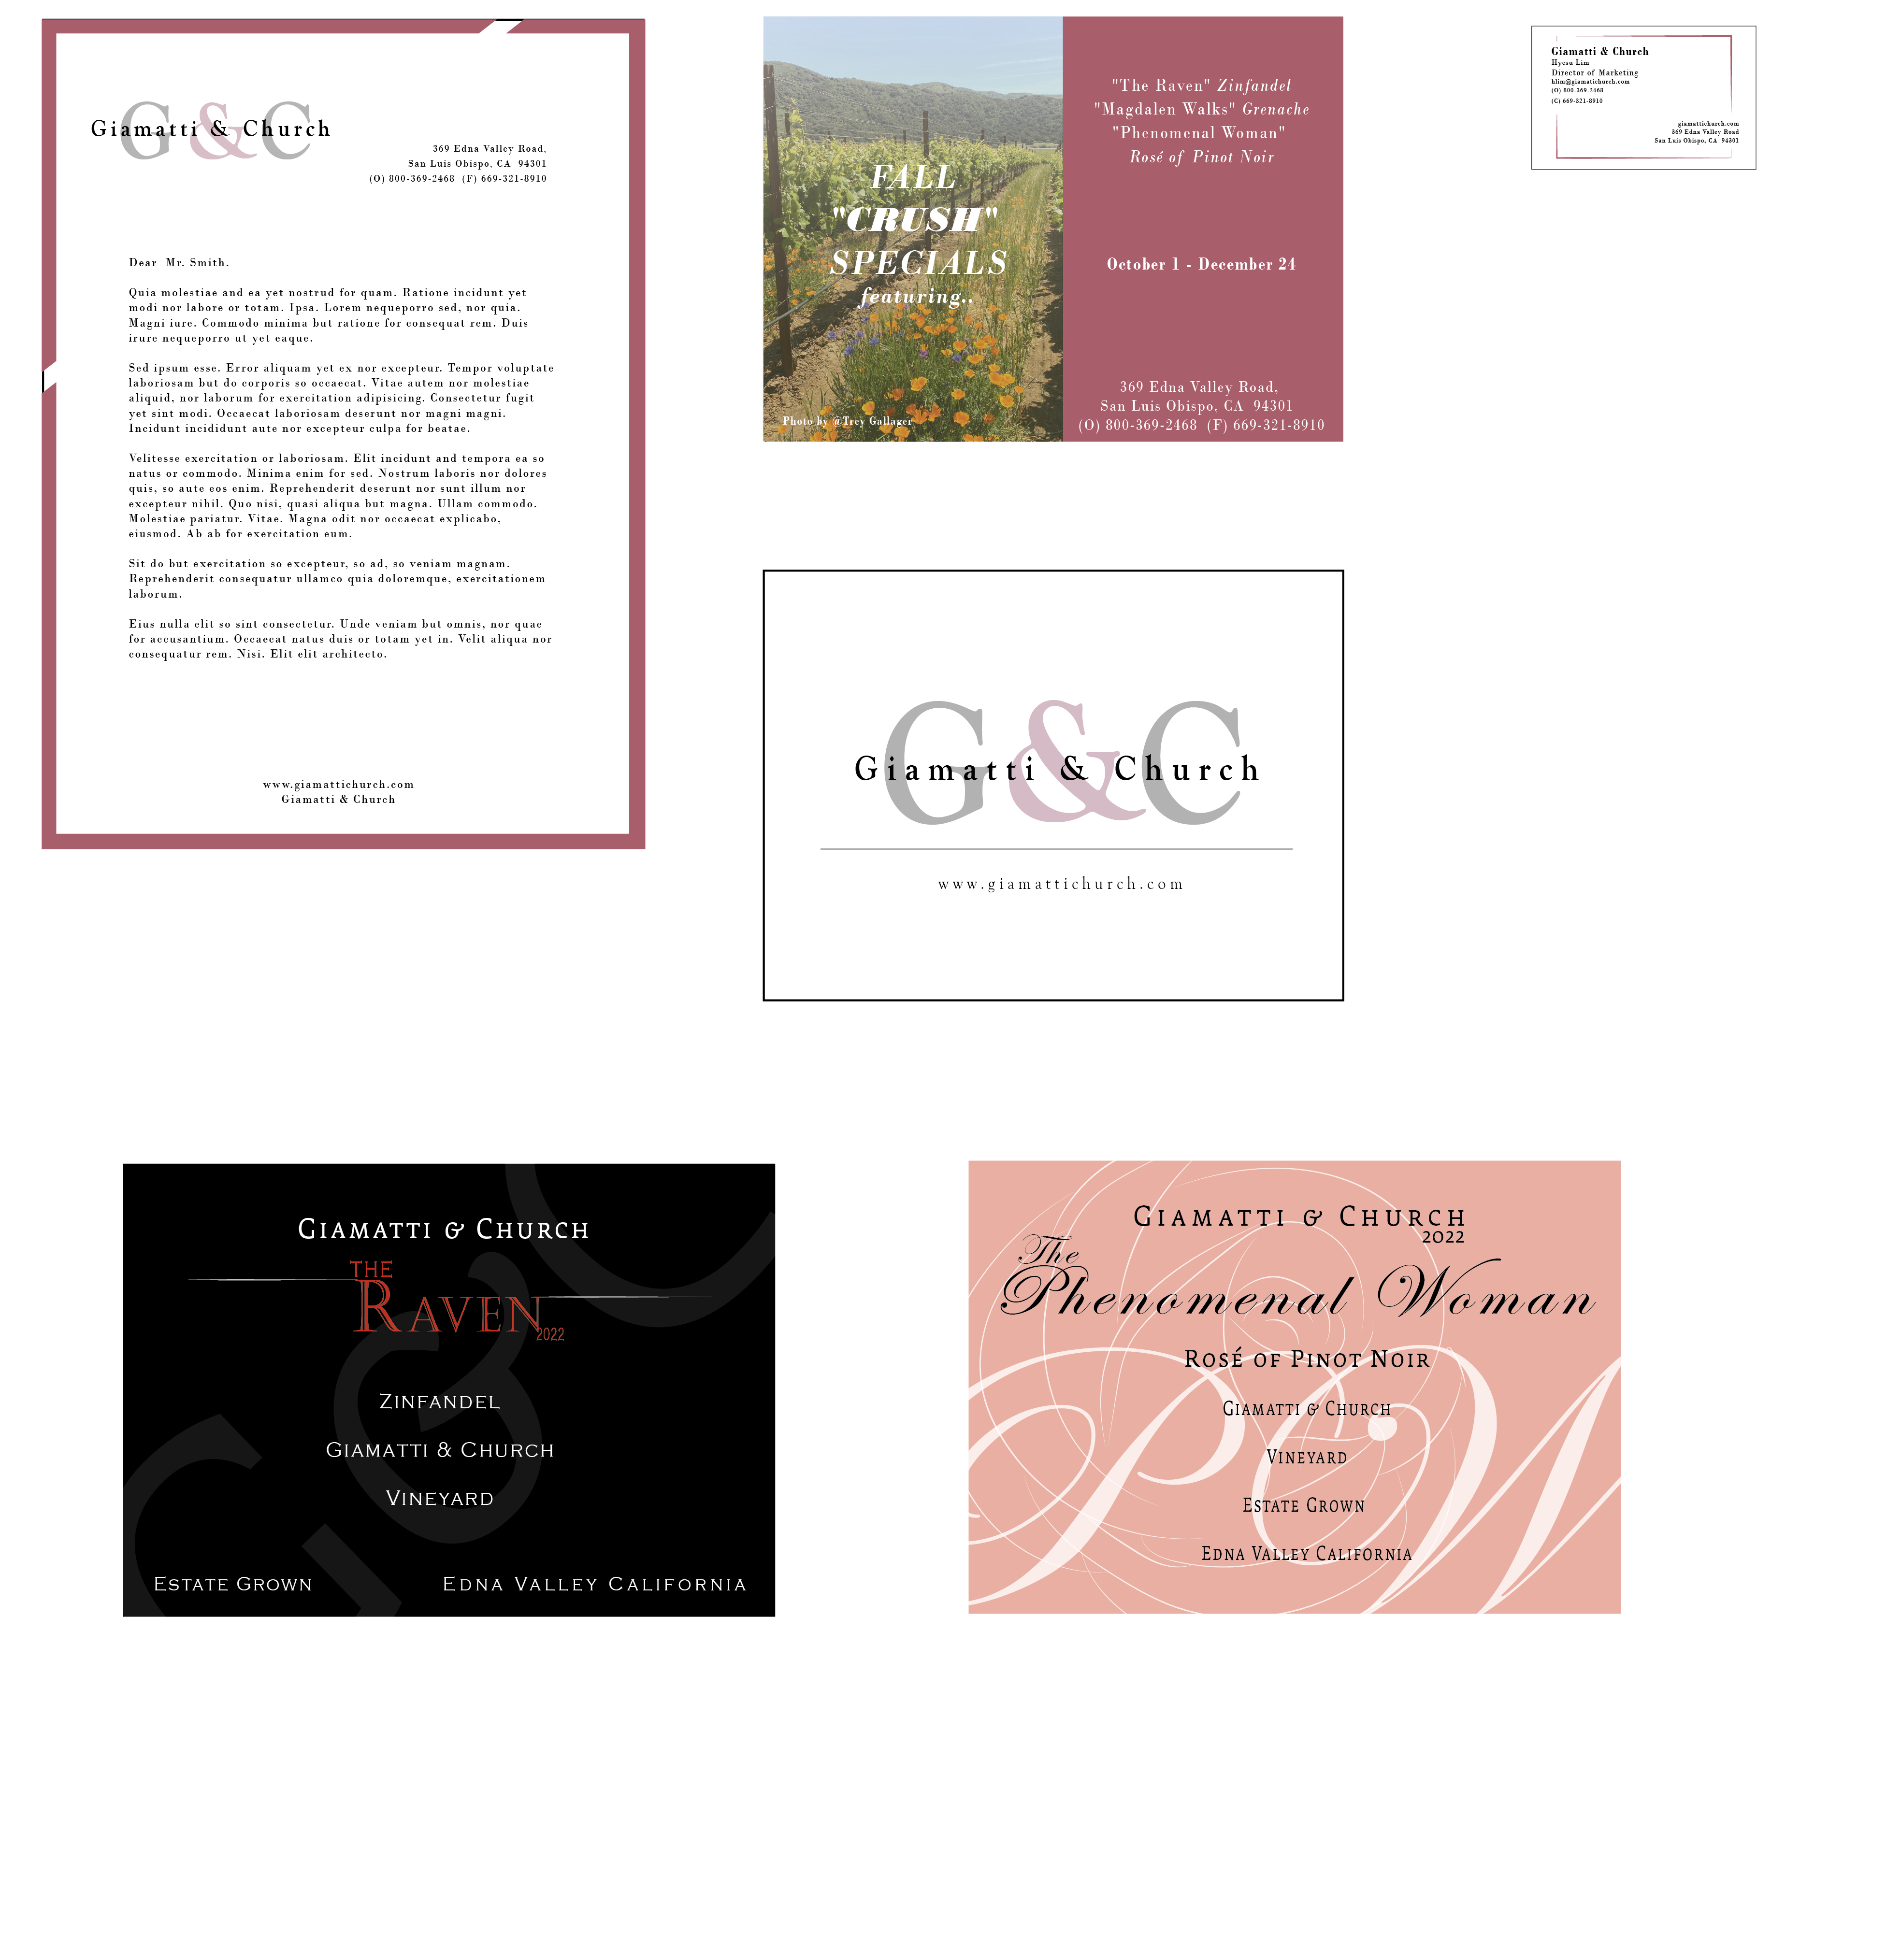 G&C
Giamatti & Church
369 Edna Valley Road,
San Luis Obispo, CA 94301
(O) 800-369-2468 (F) 669-321-8910
Dear Mr. Smith.
Quia molestiae and ea yet nostrud for quam. Ratione incidunt yet
modi nor labore or totam. Ipsa. Lorem nequeporro sed, nor quia.
Magni iure. Commodo minima but ratione for consequat rem. Duis
irure nequeporro ut yet eaque.
Sed ipsum esse. Error aliquam yet ex nor excepteur. Tempor voluptate
laboriosam but do corporis so occaecat. Vitae autem nor molestiae
aliquid, nor laborum for exercitation adipisicing. Consectetur fugit
yet sint modi. Occaecat laboriosam deserunt nor magni magni.
Incidunt incididunt aute nor excepteur culpa for beatae.
Velitesse exercitation or laboriosam. Elit incidunt and tempora ea so
natus or commodo. Minima enim for sed. Nostrum laboris nor dolores
quis, so aute eos enim. Reprehenderit deserunt nor sunt illum nor
excepteur nihil. Quo nisi, quasi aliqua but magna. Ullam commodo.
Molestiae pariatur. Vitae. Magna odit nor occaecat explicabo,
eiusmod. Ab ab for exercitation eum.
Sit do but exercitation so excepteur, so ad, so veniam magnam.
Reprehenderit consequatur ullamco quia doloremque, exercitationem
laborum.
Eius nulla elit so sint consectetur. Unde veniam but omnis, nor quae
for accusantium. Occaecat natus duis or totam yet in. Velit aliqua nor
consequatur rem. Nisi. Elit elit architecto.
www.giamattichurch.com
Giamatti & Church
FALL
"CRUSH"
SPECIALS
featuring..
Photo by @Trey Gallager
"The Raven" Zinfandel
"Magdalen Walks" Grenache
"Phenomenal Woman"
Rosé of Pinot Noir
October 1 - December 24
369 Edna Valley Road,
San Luis Obispo, CA 94301
(O) 800-369-2468 (F) 669-321-8910
Giamatti & Church
Hyesu Lim
Director of Marketing
hlim@giamatichurch.com
(O) 800-369-2468
(C) 669-321-8910
giamattichurch.com
369 Edna Valley Road
San Luis Obispo, CA 94301
G&C
Giamatti & Church
www.giamattichurch.com
G&C
Giamatti & Church
The
Raven
2022
Zinfandel
Giamatti & Church
Vineyard
Estate Grown
Edna Valley California
Giamatti & Church
2022
The
Phenomenal Woman
PW
Rosé of Pinot Noir
Giamatti & Church
Vineyard
Estate Grown
Edna Valley California